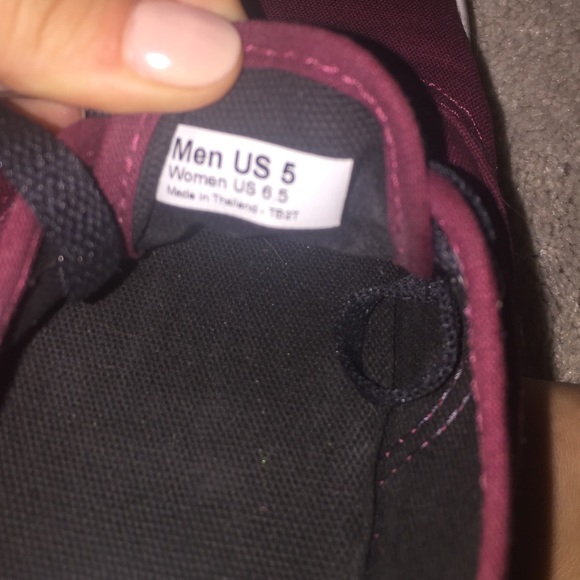 Men US 5
Women US 6.5
Made in Thailand - TB2T